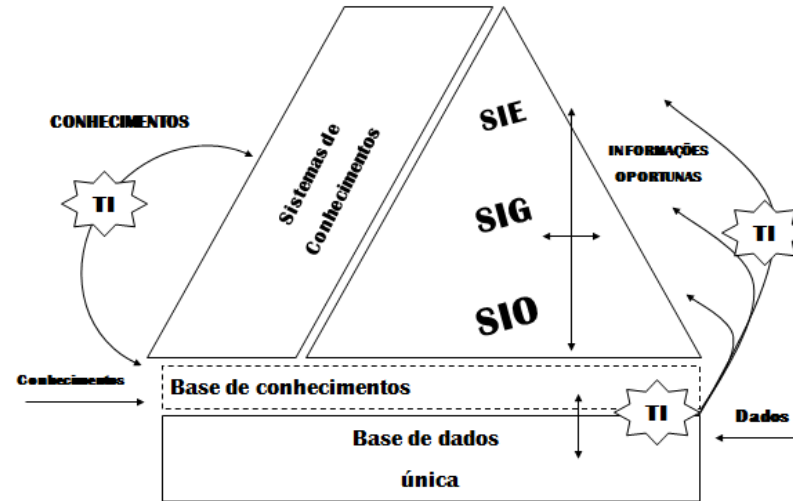 CONHECIMENTOS
TI
Sistemas de
Conhecimentos
SIE
SIG
SIO
INFORMAÇÕES
OPORTUNAS
TI
Conhecimentos
Base de conhecimentos
TI
Base de dados
única
Dados